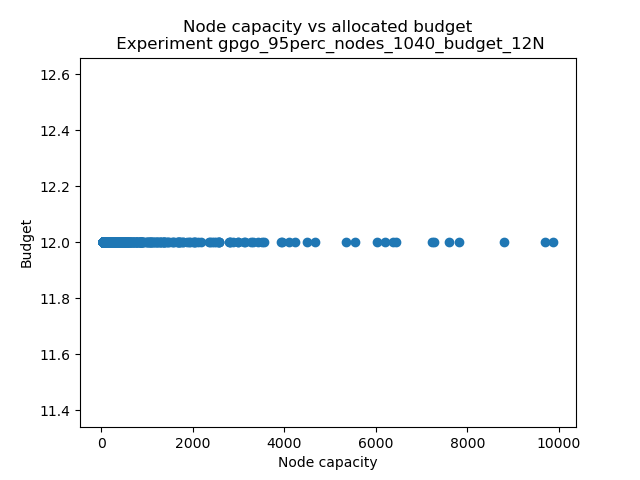 Node capacity vs allocated budget
Experiment gpgo_95perc_nodes_1040_budget_12N
12.6
12.4
12.2
12.0
11.8
11.6
11.4
Budget
0 2000 4000 6000 8000 10000
Node capacity